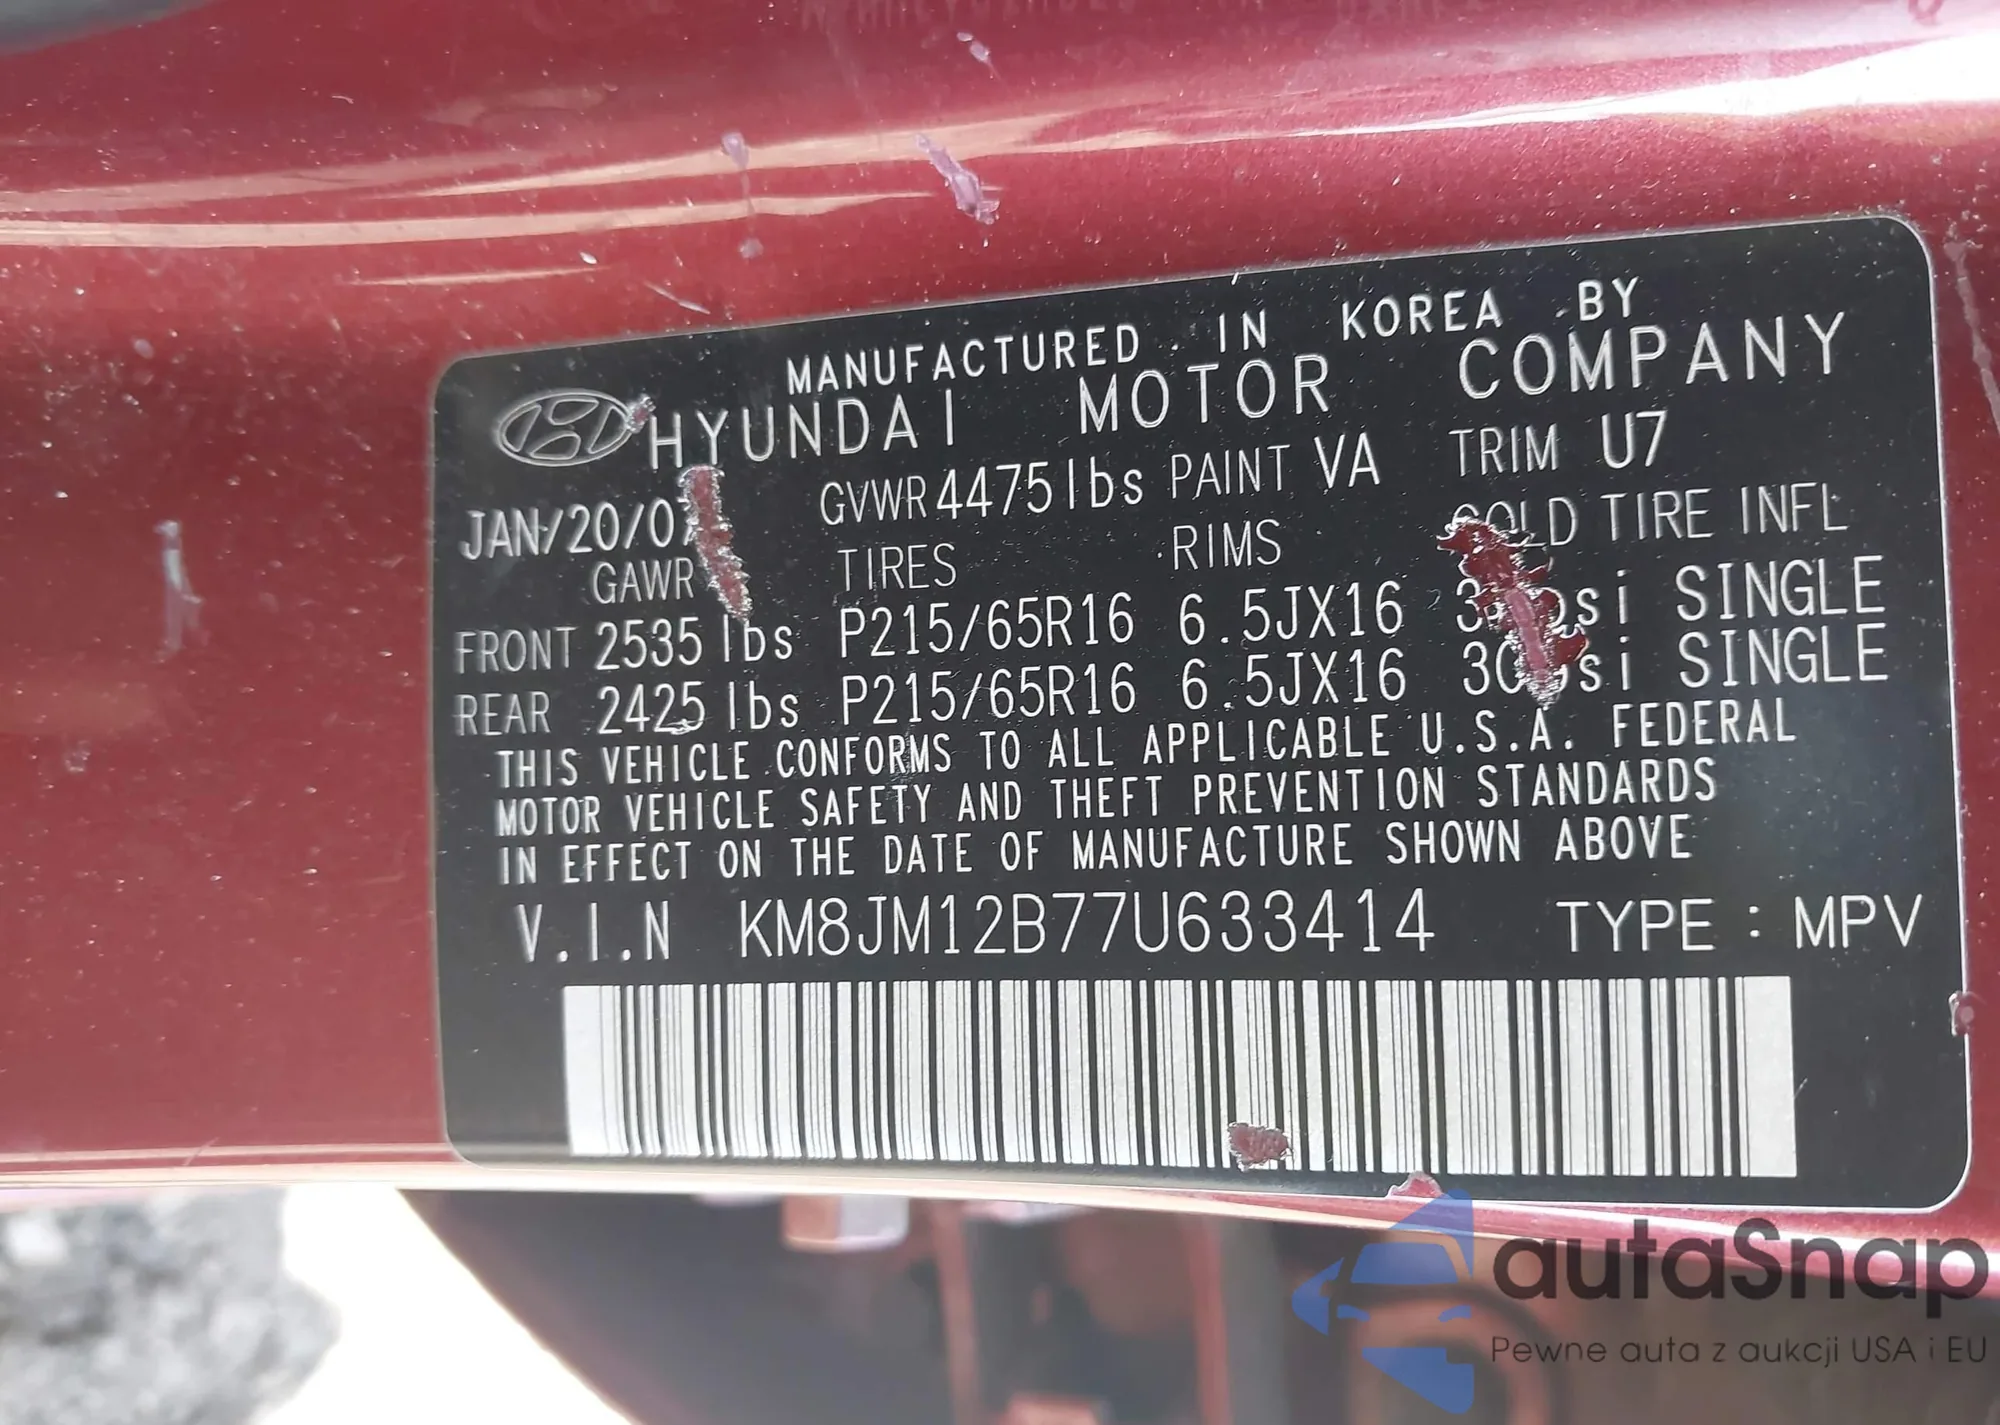 MANUFACTURED IN KOREA BY
HYUNDAI MOTOR COMPANY
JAN/20/07 GVWR 4475lbs PAINT VA TRIM U7
GAWR TIRES RIMS COLD TIRE INFL
FRONT 2535 lbs P215/65R16 6.5JX16 SINGLE
REAR 2425 lbs P215/65R16 6.5JX16 30psi SINGLE
THIS VEHICLE CONFORMS TO ALL APPLICABLE U.S.A. FEDERAL
MOTOR VEHICLE SAFETY AND THEFT PREVENTION STANDARDS
IN EFFECT ON THE DATE OF MANUFACTURE SHOWN ABOVE
V.I.N KM8JM12B77U633414 TYPE : MPV
autaSnap
Pewne auta z aukcji USA i EU